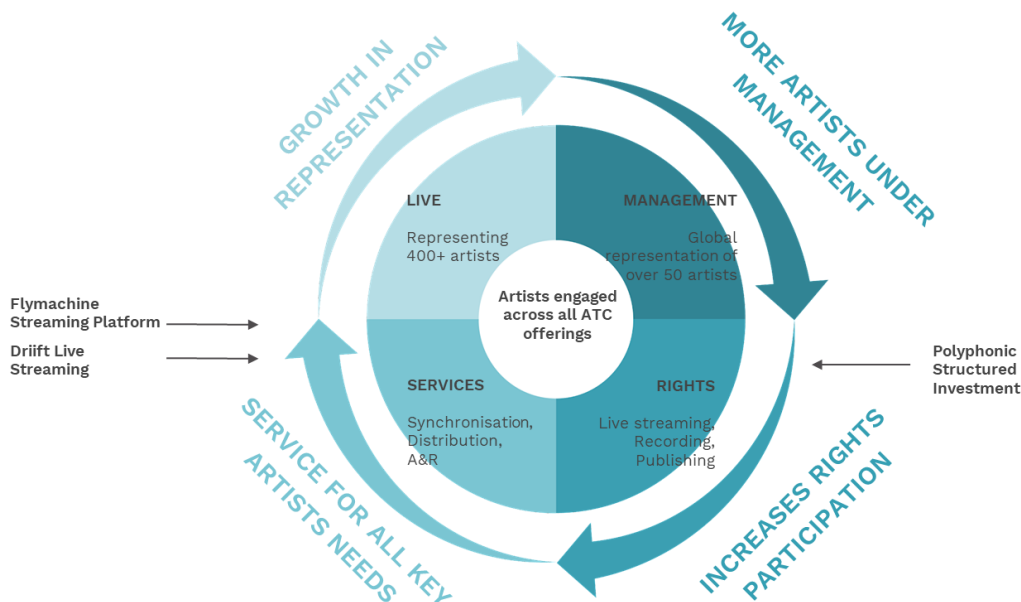 GROWTH IN
REPRESENTATION
MORE ARTISTS UNDER
MANAGEMENT
LIVE
Representing
400+ artists
MANAGEMENT
Global
representation of
over 50 artists
Artists engaged
across all ATC
offerings
Flymachine
Streaming Platform
Driift Live
Streaming
Polyphonic
Structured
Investment
SERVICES
Synchronisation,
Distribution,
A&R
RIGHTS
Live streaming,
Recording,
Publishing
SERVICE FOR ALL KEY
ARTISTS NEEDS
INCREASES RIGHTS
PARTICIPATION